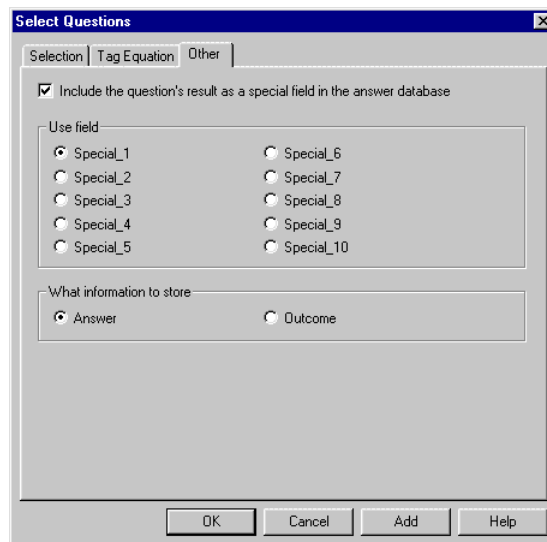 Select Questions
Selection Tag Equation Other
Include the question's result as a special field in the answer database
Use field
Special_1 Special_6
Special_2 Special_7
Special_3 Special_8
Special_4 Special_9
Special_5 Special_10
What information to store
Answer Outcome
OK Cancel Add Help